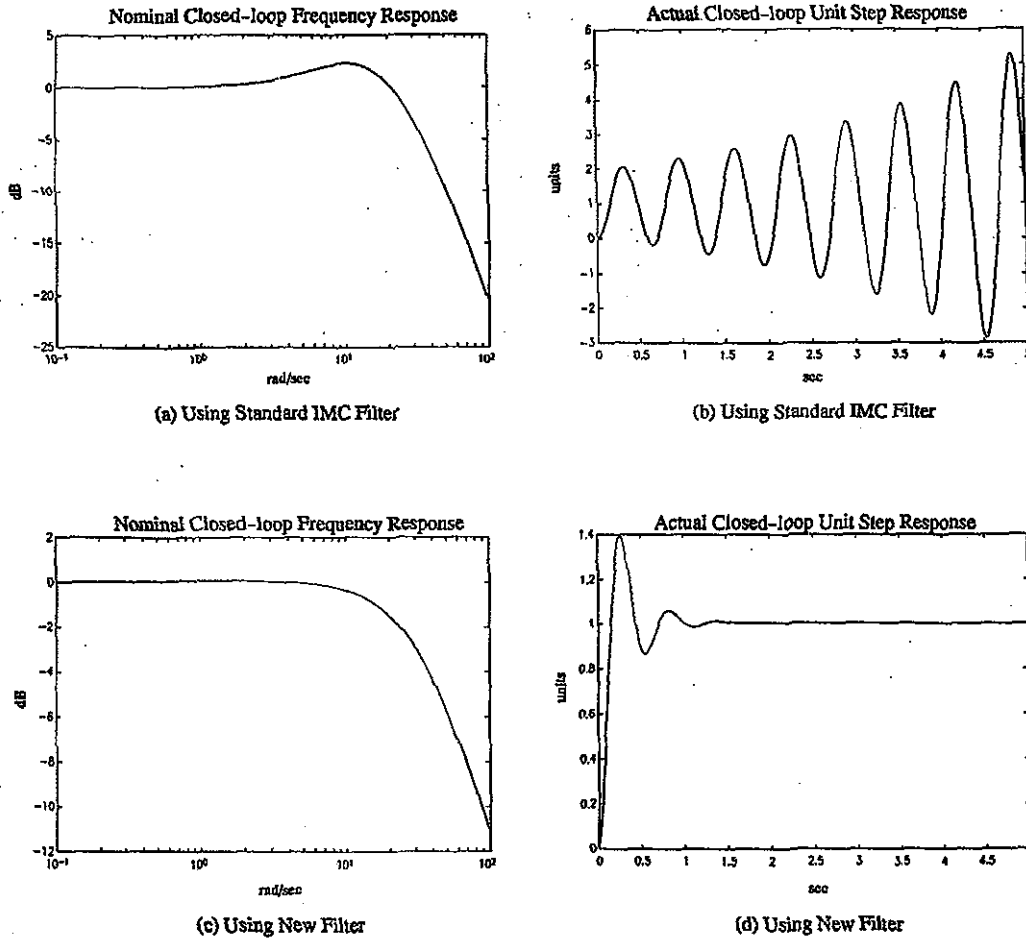 Nominal Closed-loop Frequency Response
5
0
-5
-10
-15
-20
-25
dB
10⁻¹ 10⁰ 10¹ 10²
rad/sec
(a) Using Standard IMC Filter
Actual Closed-loop Unit Step Response
6
5
4
3
2
1
0
-1
-2
-3
units
0 0.5 1 1.5 2 2.5 3 3.5 4 4.5 5
sec
(b) Using Standard IMC Filter
Nominal Closed-loop Frequency Response
2
0
-2
-4
-6
-8
-10
-12
dB
10⁻¹ 10⁰ 10¹ 10²
rad/sec
(c) Using New Filter
Actual Closed-loop Unit Step Response
1.4
1.2
1
0.8
0.6
0.4
0.2
0
units
0 0.5 1 1.5 2 2.5 3 3.5 4 4.5
sec
(d) Using New Filter